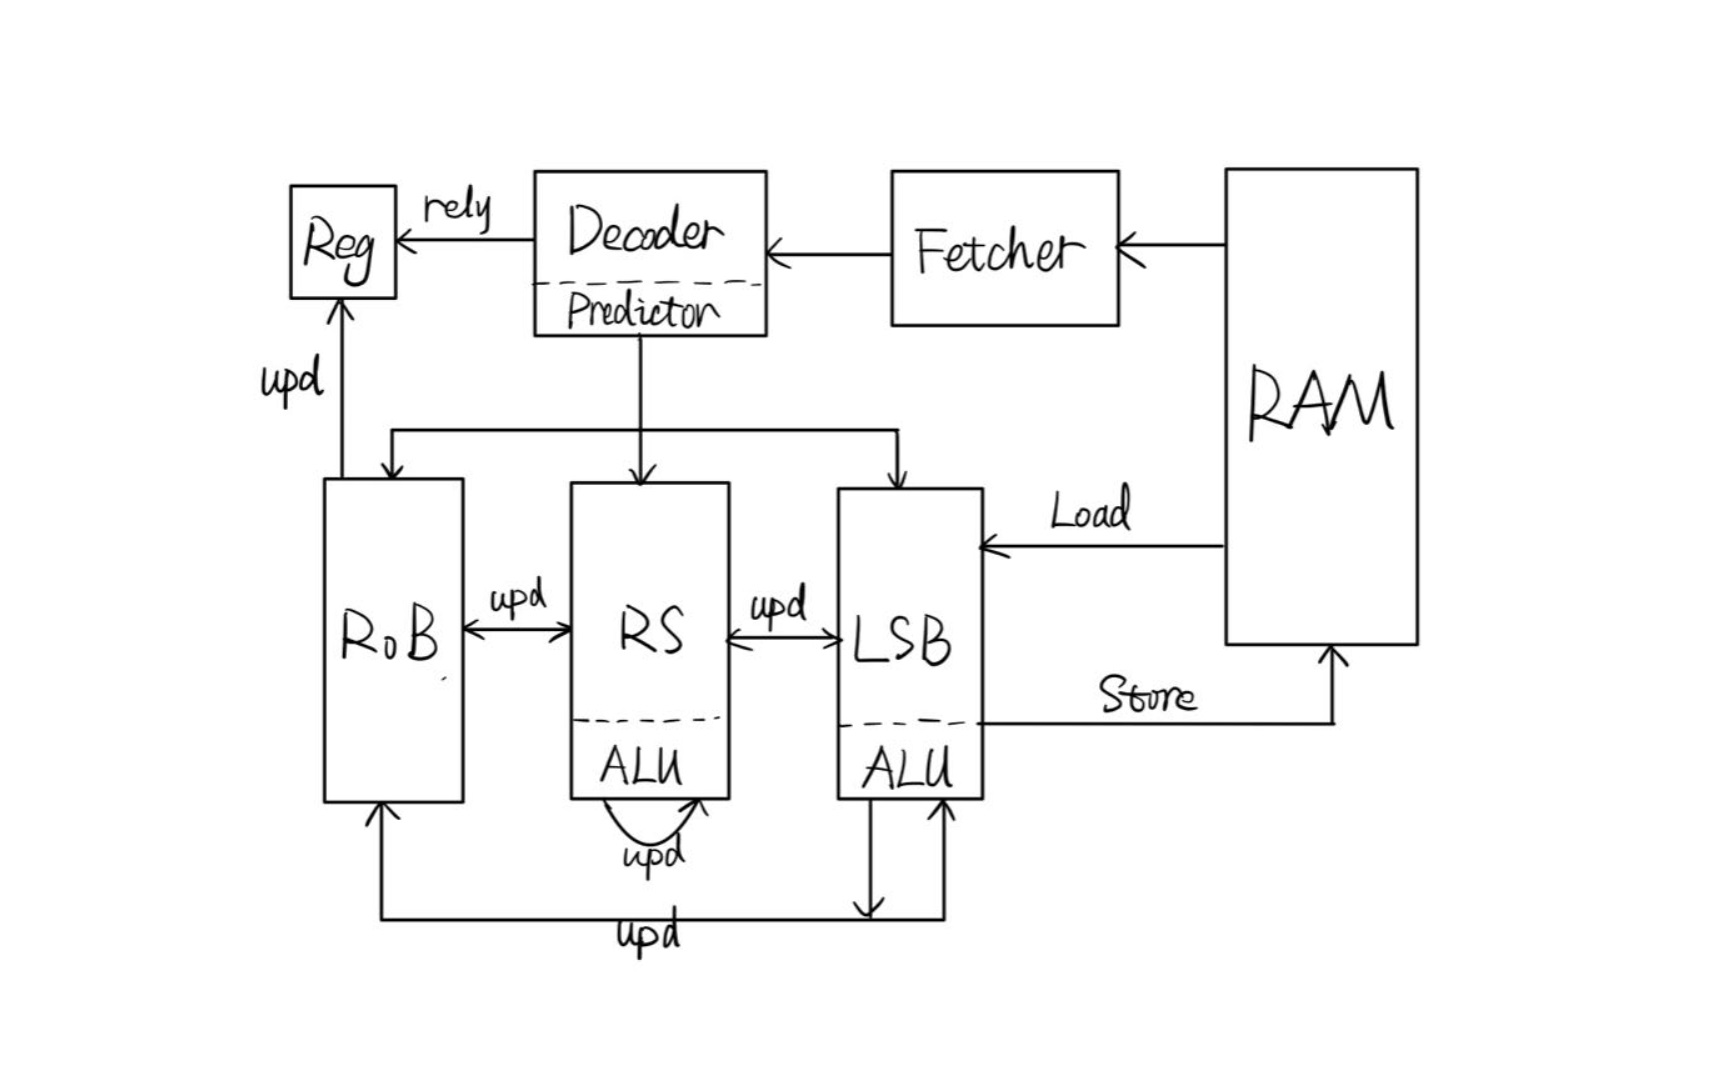 rely
Reg
Decoder
Predictor
Fetcher
RAM
upd
Load
upd
upd
RoB
RS
LSB
Store
ALU
ALU
upd
upd